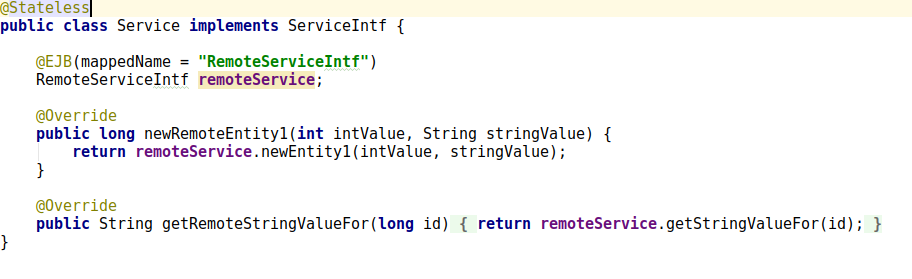 @Stateless
public class Service implements ServiceIntf {
@EJB(mappedName = "RemoteServiceIntf")
RemoteServiceIntf remoteService;
@Override
public long newRemoteEntity1(int intValue, String stringValue) {
return remoteService.newEntity1(intValue, stringValue);
}
@Override
public String getRemoteStringValueFor(long id) { return remoteService.getStringValueFor(id); }
}